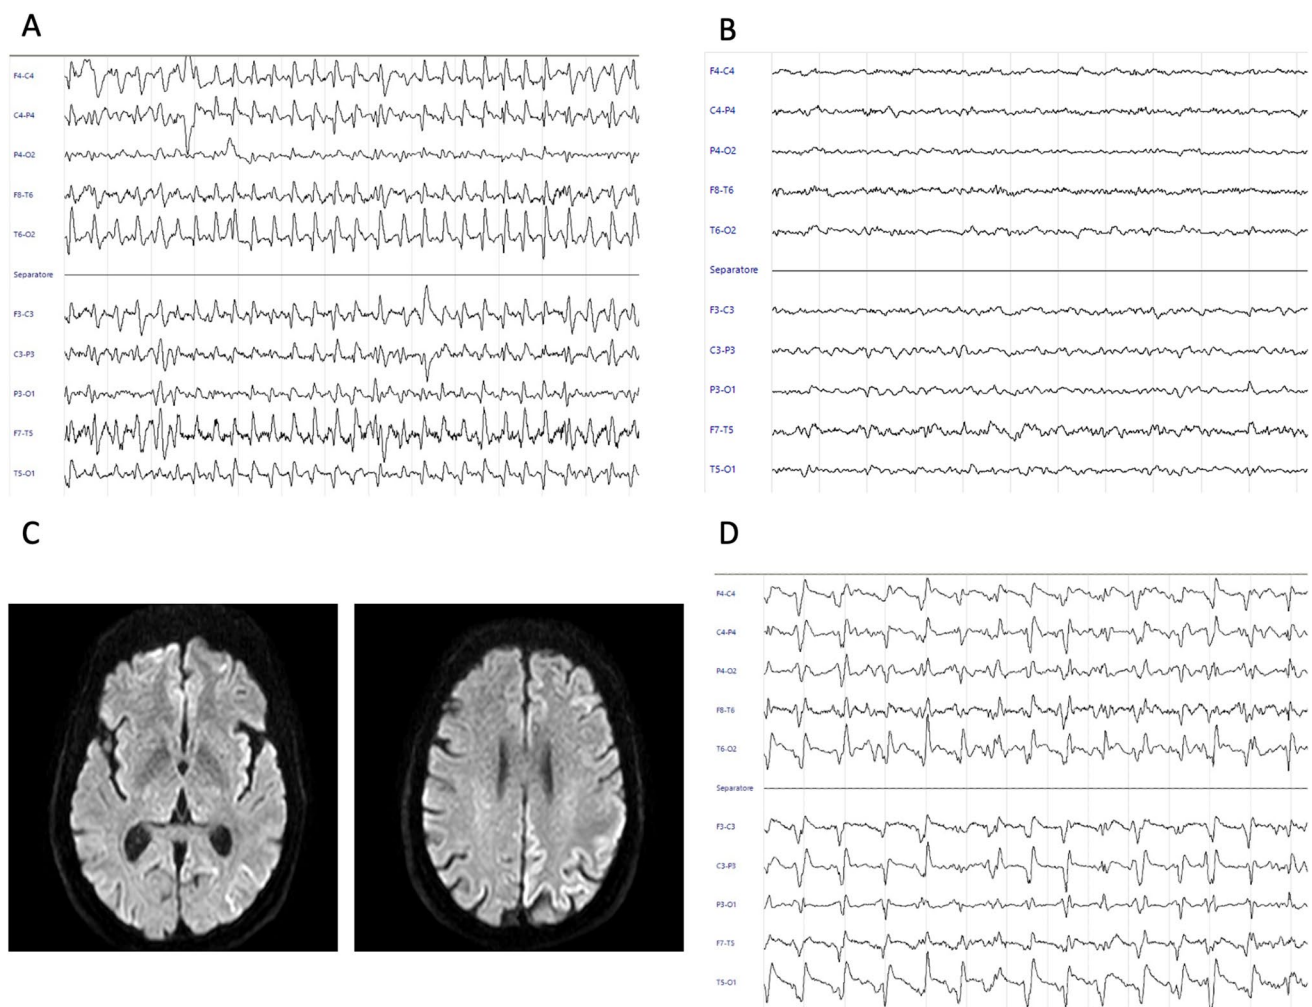 A
F4-C4
C4-P4
P4-O2
F8-T6
T6-O2
Separatore
F3-C3
C3-P3
P3-O1
F7-T5
T5-O1
B
F4-C4
C4-P4
P4-O2
F8-T6
T6-O2
Separatore
F3-C3
C3-P3
P3-O1
F7-T5
T5-O1
C
D
F4-C4
C4-P4
P4-O2
F8-T6
T6-O2
Separatore
F3-C3
C3-P3
P3-O1
F7-T5
T5-O1